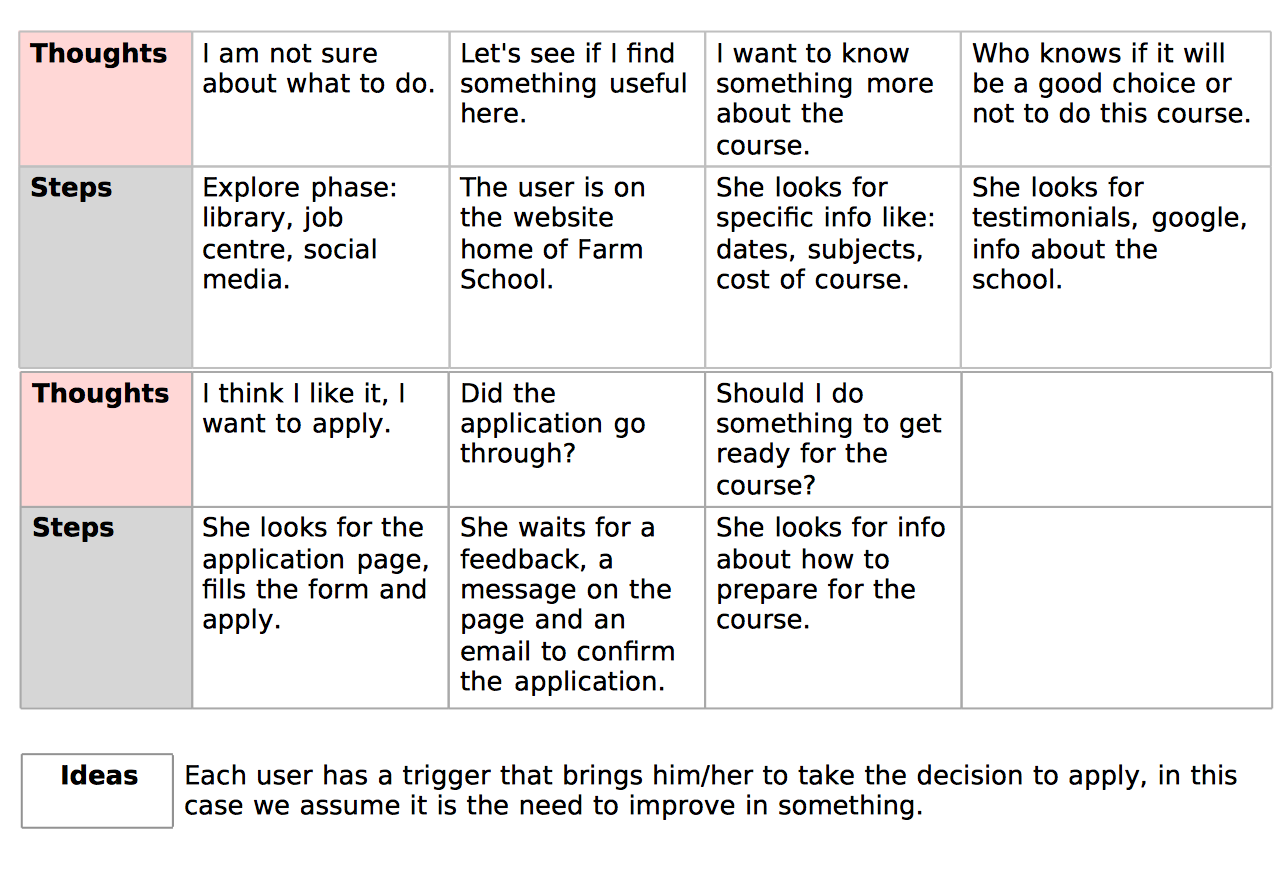 Thoughts
I am not sure
about what to do.
Let's see if I find
something useful
here.
I want to know
something more
about the
course.
Who knows if it will
be a good choice or
not to do this course.
Steps
Explore phase:
library, job
centre, social
media.
The user is on
the website
home of Farm
School.
She looks for
specific info like:
dates, subjects,
cost of course.
She looks for
testimonials, google,
info about the
school.
Thoughts
I think I like it, I
want to apply.
Did the
application go
through?
Should I do
something to get
ready for the
course?
Steps
She looks for the
application page,
fills the form and
apply.
She waits for a
feedback, a
message on the
page and an
email to confirm
the application.
She looks for info
about how to
prepare for the
course.
Ideas
Each user has a trigger that brings him/her to take the decision to apply, in this
case we assume it is the need to improve in something.